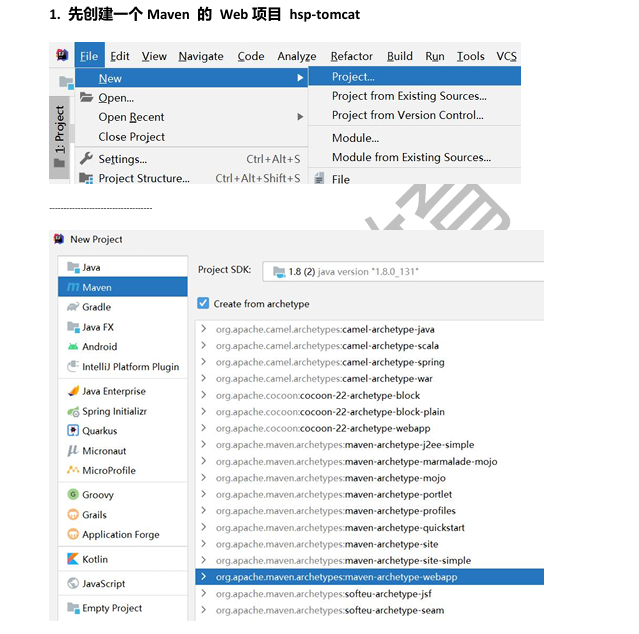 1. 先创建一个 Maven 的 Web 项目 hsp-tomcat
File Edit View Navigate Code Analyze Refactor Build Run Tools VCS
New
Project...
Open...
Project from Existing Sources...
Open Recent
Project from Version Control...
Close Project
Module...
Settings... Ctrl+Alt+S
Module from Existing Sources...
Project Structure... Ctrl+Alt+Shift+S
File
1: Project
----------------------------------
New Project
Java
Maven
Gradle
Java FX
Android
IntelliJ Platform Plugin
Java Enterprise
Spring Initializr
Quarkus
Micronaut
MicroProfile
Groovy
Grails
Application Forge
Kotlin
JavaScript
Empty Project
Project SDK: 1.8 (2) java version "1.8.0_131"
Create from archetype
org.apache.camel.archetypes:camel-archetype-java
org.apache.camel.archetypes:camel-archetype-scala
org.apache.camel.archetypes:camel-archetype-spring
org.apache.camel.archetypes:camel-archetype-war
org.apache.cocoon:cocoon-22-archetype-block
org.apache.cocoon:cocoon-22-archetype-block-plain
org.apache.cocoon:cocoon-22-archetype-webapp
org.apache.maven.archetypes:maven-archetype-j2ee-simple
org.apache.maven.archetypes:maven-archetype-marmalade-mojo
org.apache.maven.archetypes:maven-archetype-mojo
org.apache.maven.archetypes:maven-archetype-portlet
org.apache.maven.archetypes:maven-archetype-profiles
org.apache.maven.archetypes:maven-archetype-quickstart
org.apache.maven.archetypes:maven-archetype-site
org.apache.maven.archetypes:maven-archetype-site-simple
org.apache.maven.archetypes:maven-archetype-webapp
org.apache.maven.archetypes:softeu-archetype-jsf
org.apache.maven.archetypes:softeu-archetype-seam